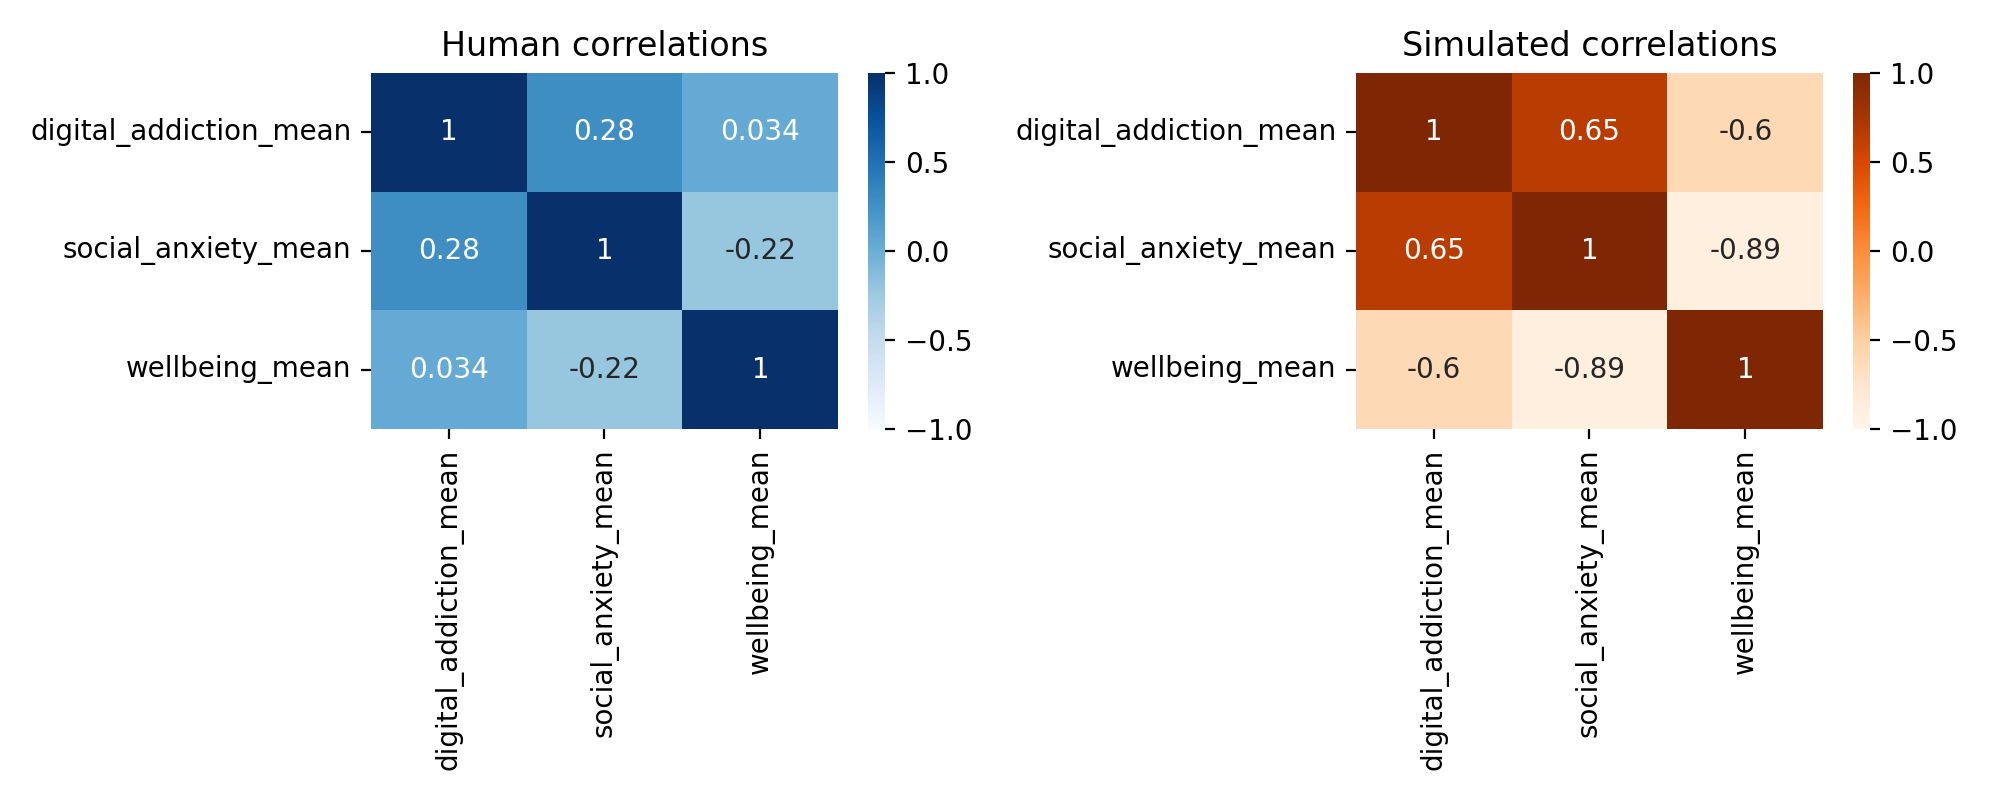 Human correlations
digital_addiction_mean
social_anxiety_mean
wellbeing_mean
1 0.28 0.034
0.28 1 -0.22
0.034 -0.22 1
digital_addiction_mean
social_anxiety_mean
wellbeing_mean
1.0
0.5
0.0
−0.5
−1.0
Simulated correlations
digital_addiction_mean
social_anxiety_mean
wellbeing_mean
1 0.65 -0.6
0.65 1 -0.89
-0.6 -0.89 1
digital_addiction_mean
social_anxiety_mean
wellbeing_mean
1.0
0.5
0.0
−0.5
−1.0